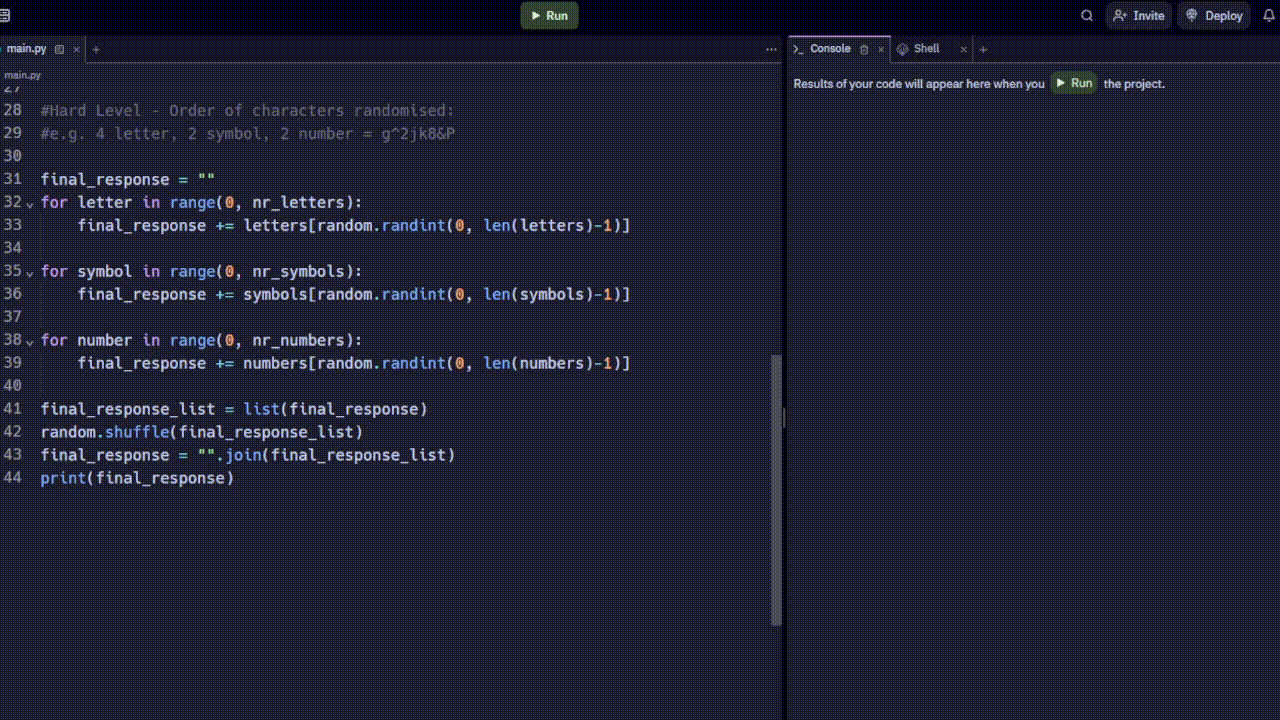 Run
Invite
Deploy
main.py
Console
Shell
main.py
Results of your code will appear here when you Run the project.
27
28 #Hard Level - Order of characters randomised:
29 #e.g. 4 letter, 2 symbol, 2 number = g^2jk8&P
30
31 final_response = ""
32 for letter in range(0, nr_letters):
33     final_response += letters[random.randint(0, len(letters)-1)]
34
35 for symbol in range(0, nr_symbols):
36     final_response += symbols[random.randint(0, len(symbols)-1)]
37
38 for number in range(0, nr_numbers):
39     final_response += numbers[random.randint(0, len(numbers)-1)]
40
41 final_response_list = list(final_response)
42 random.shuffle(final_response_list)
43 final_response = "".join(final_response_list)
44 print(final_response)